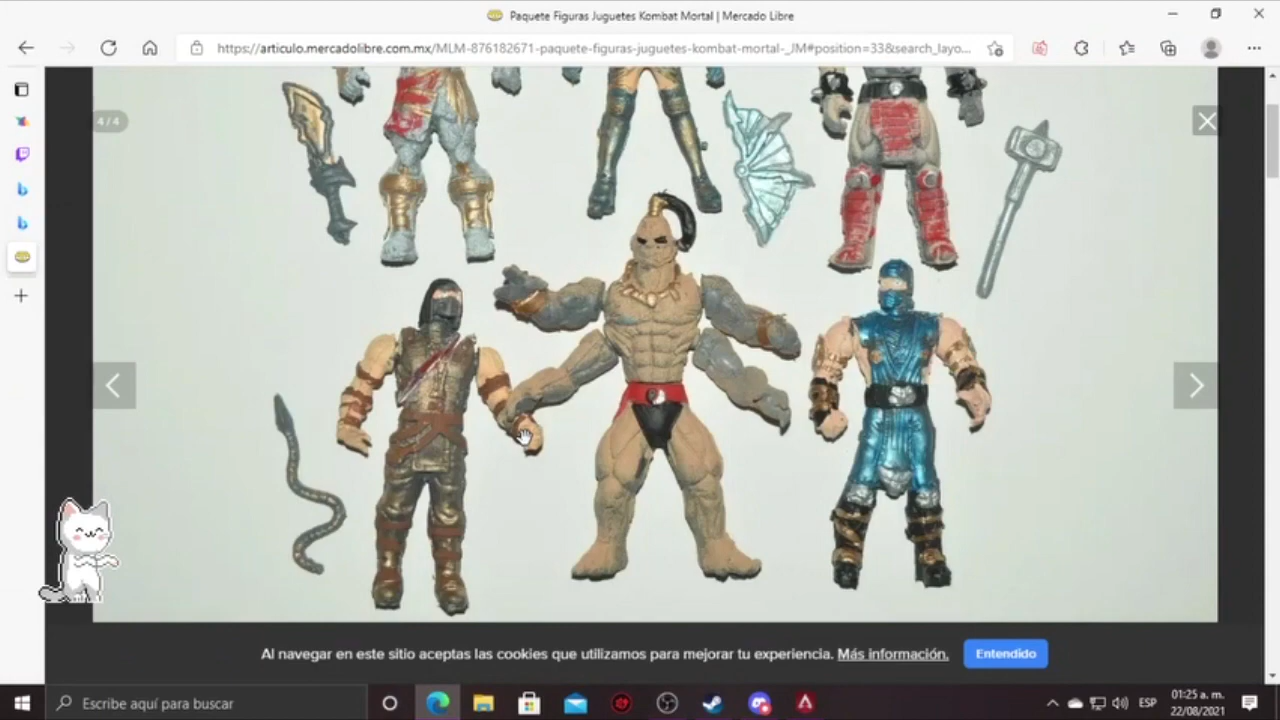 Paquete Figuras Juguetes Kombat Mortal | Mercado Libre
https://articulo.mercadolibre.com.mx/MLM-876182671-paquete-figuras-juguetes-kombat-mortal-_JM#position=33&search_layo...
4 / 4
Al navegar en este sitio aceptas las cookies que utilizamos para mejorar tu experiencia. Más información.
Entendido
Escribe aquí para buscar
ESP
01:25 a. m.
22/08/2021